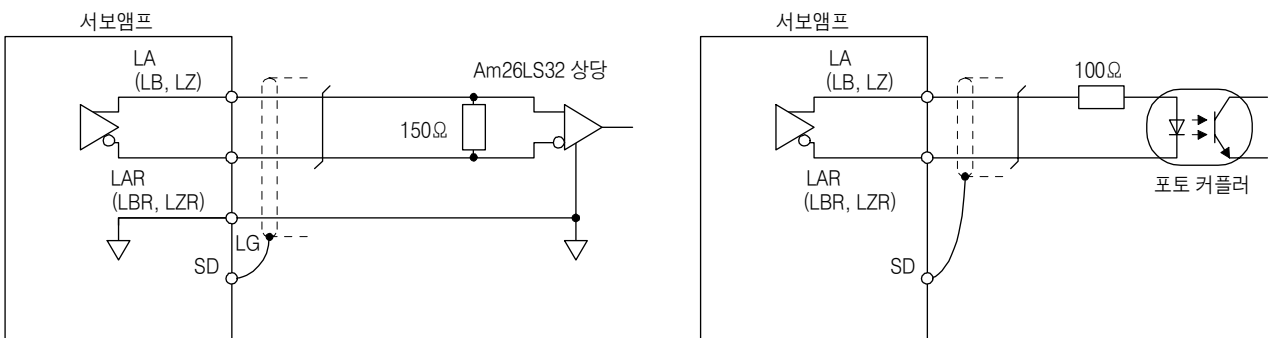 서보앰프
LA
(LB, LZ)
Am26LS32 상당
150Ω
LAR
(LBR, LZR)
LG
SD
서보앰프
LA
(LB, LZ)
100Ω
LAR
(LBR, LZR)
포토 커플러
SD